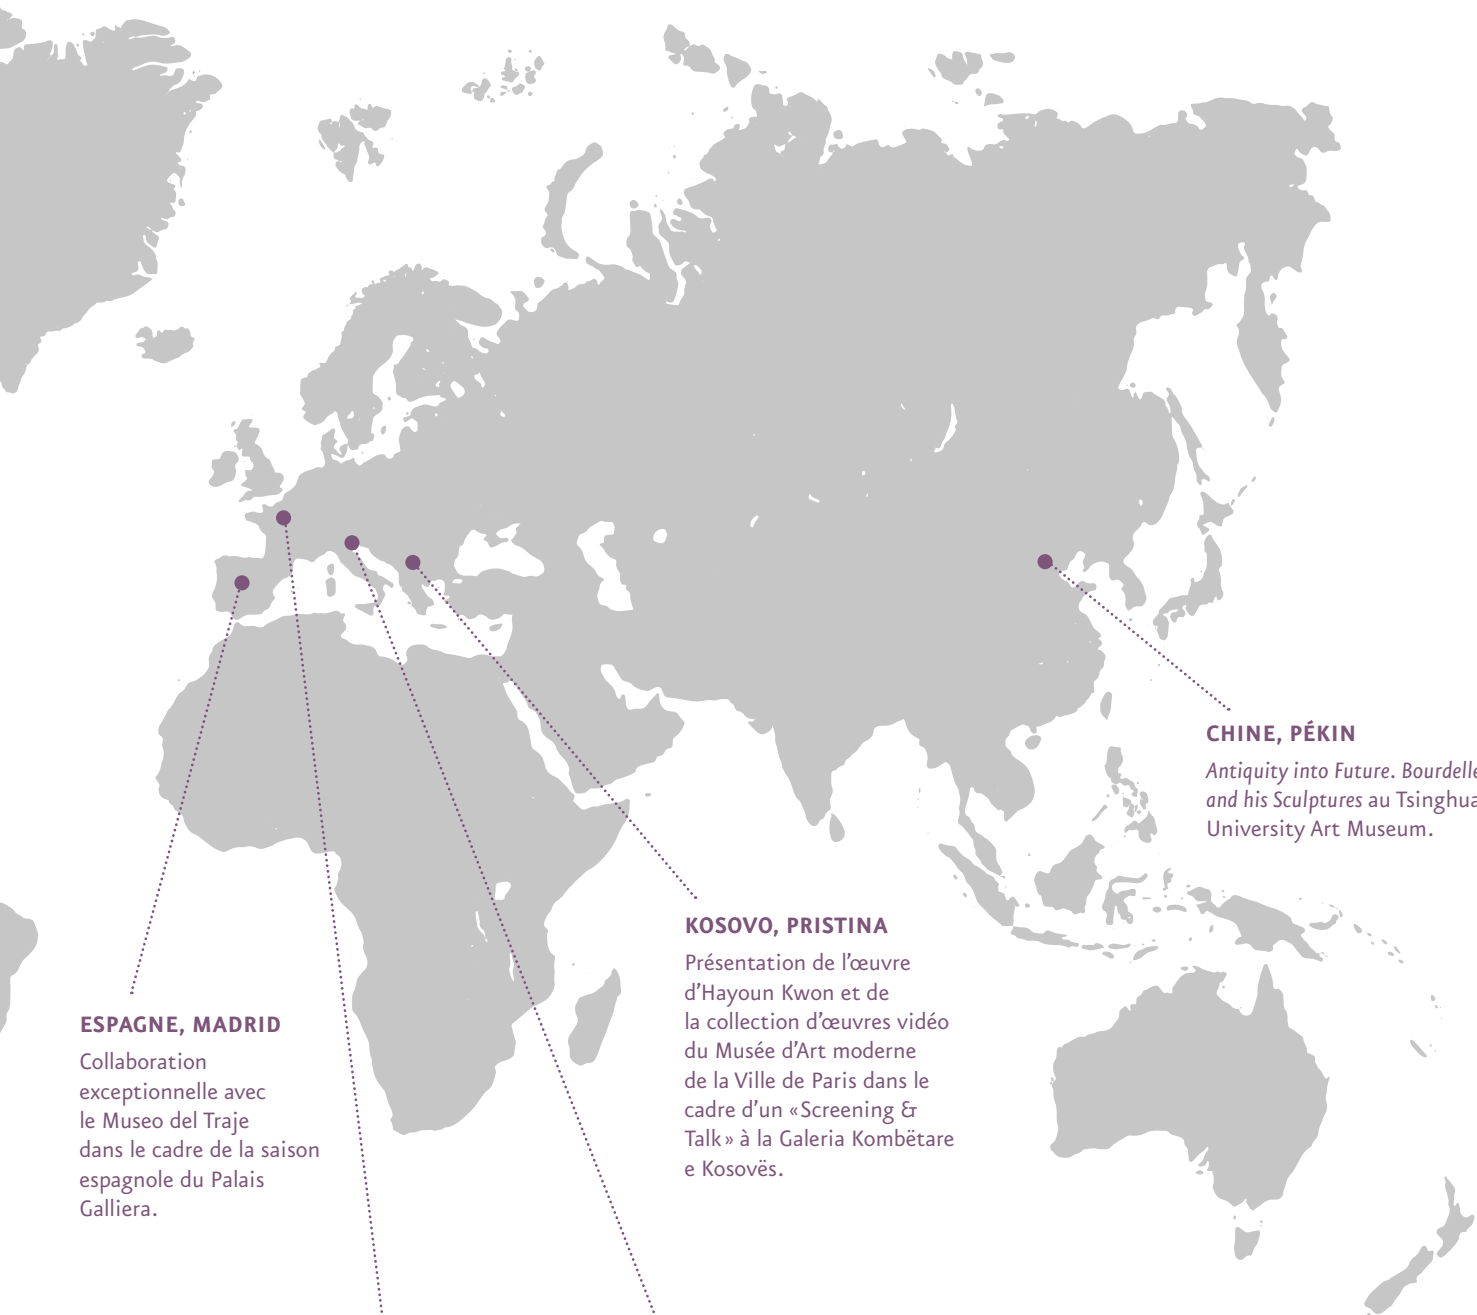 CHINE, PÉKIN
Antiquity into Future. Bourdelle
and his Sculptures au Tsinghua
University Art Museum.
KOSOVO, PRISTINA
Présentation de l’œuvre
d’Hayoun Kwon et de
la collection d’œuvres vidéo
du Musée d’Art moderne
de la Ville de Paris dans le
cadre d’un «Screening &
Talk» à la Galeria Kombëtare
e Kosovës.
ESPAGNE, MADRID
Collaboration
exceptionnelle avec
le Museo del Traje
dans le cadre de la saison
espagnole du Palais
Galliera.